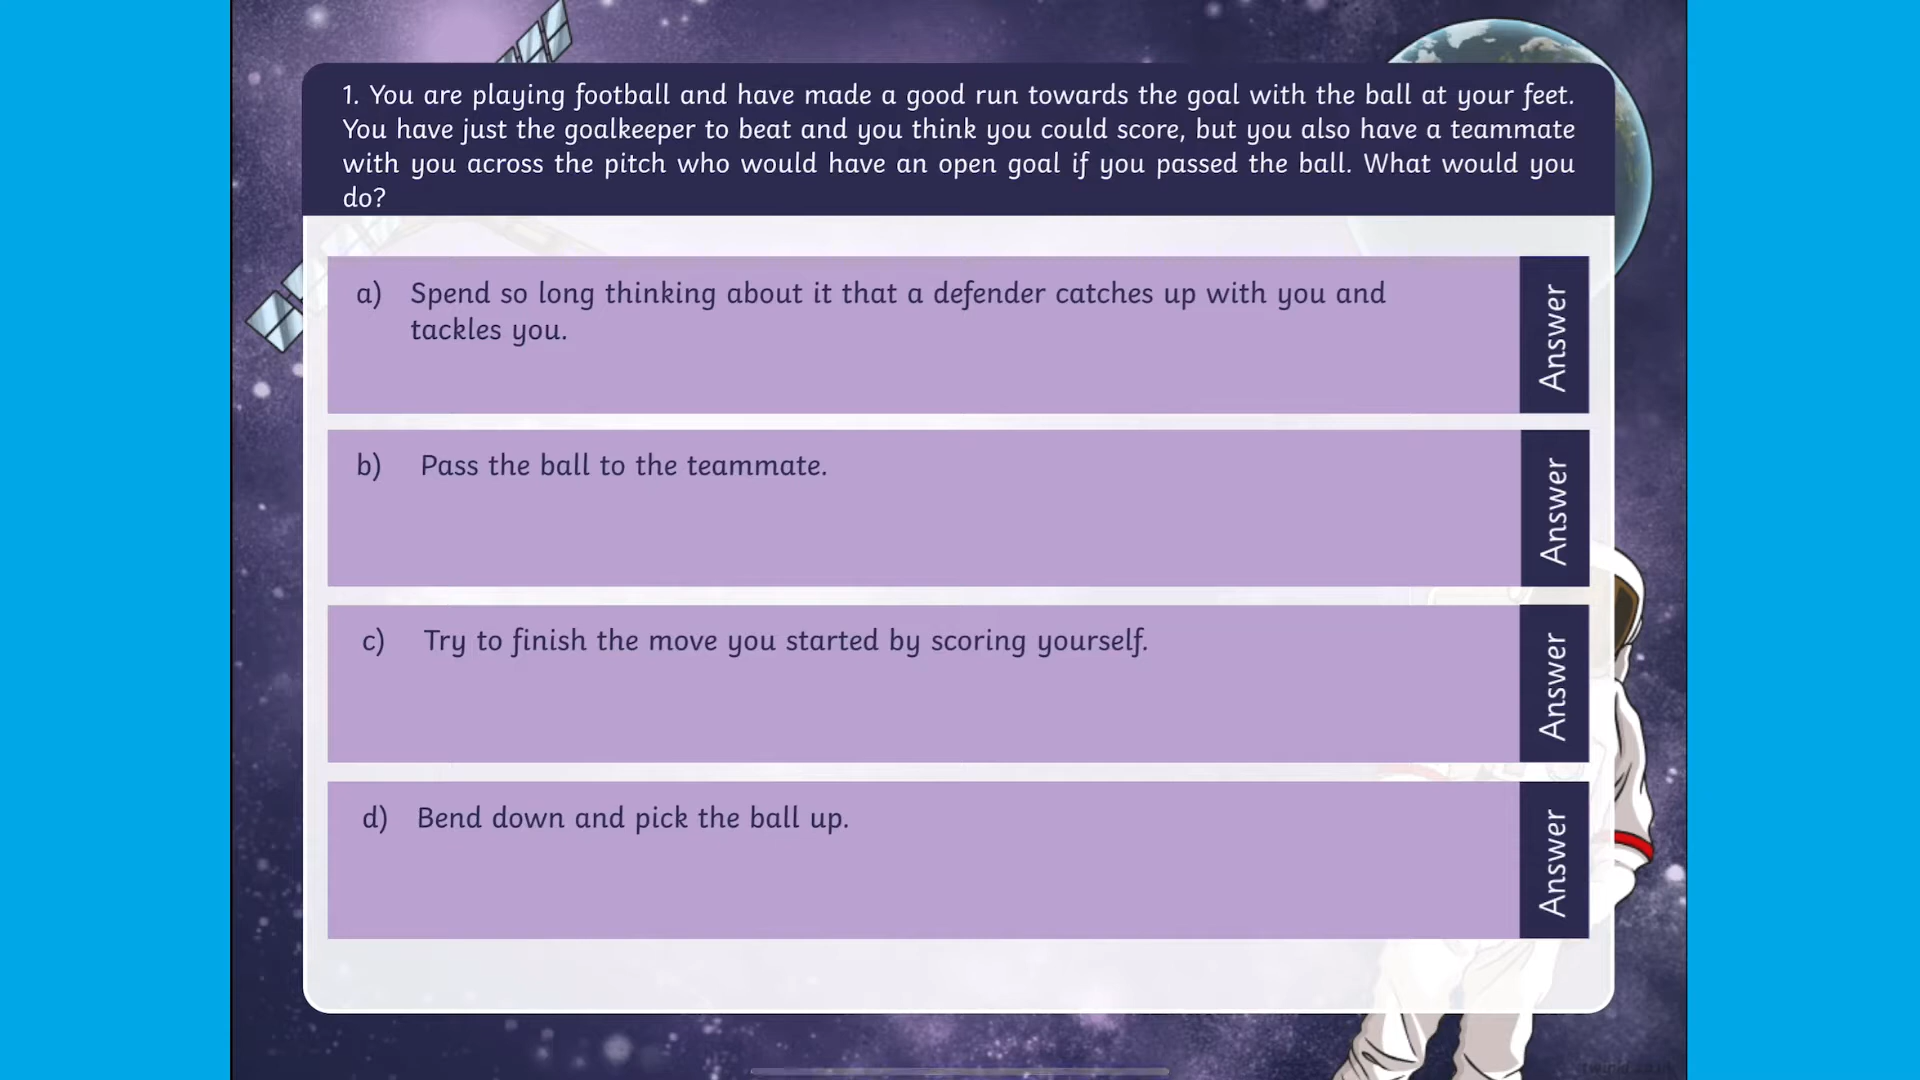 1. You are playing football and have made a good run towards the goal with the ball at your feet.
You have just the goalkeeper to beat and you think you could score, but you also have a teammate
with you across the pitch who would have an open goal if you passed the ball. What would you
do?
a) Spend so long thinking about it that a defender catches up with you and
tackles you.
Answer
b) Pass the ball to the teammate.
Answer
c) Try to finish the move you started by scoring yourself.
Answer
d) Bend down and pick the ball up.
Answer